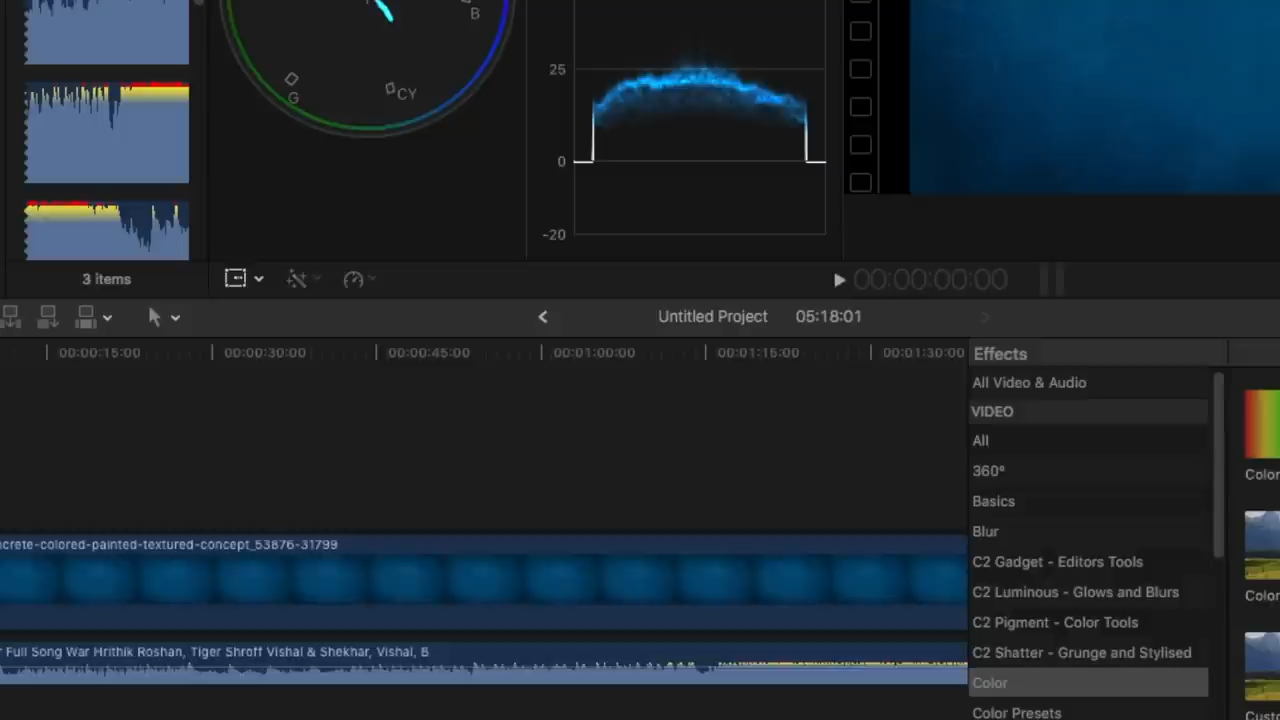 B
G
CY
25
0
-20
3 items
00:00:00:00
Untitled Project
05:18:01
00:00:15:00
00:00:30:00
00:00:45:00
00:01:00:00
00:01:15:00
00:01:30:00
Effects
All Video & Audio
VIDEO
All
360°
Basics
Blur
C2 Gadget - Editors Tools
C2 Luminous - Glows and Blurs
C2 Pigment - Color Tools
C2 Shatter - Grunge and Stylised
Color
Color Presets
Color
Color
ncrete-colored-painted-textured-concept_53876-31799
r Full Song War Hrithik Roshan, Tiger Shroff Vishal & Shekhar, Vishal, B